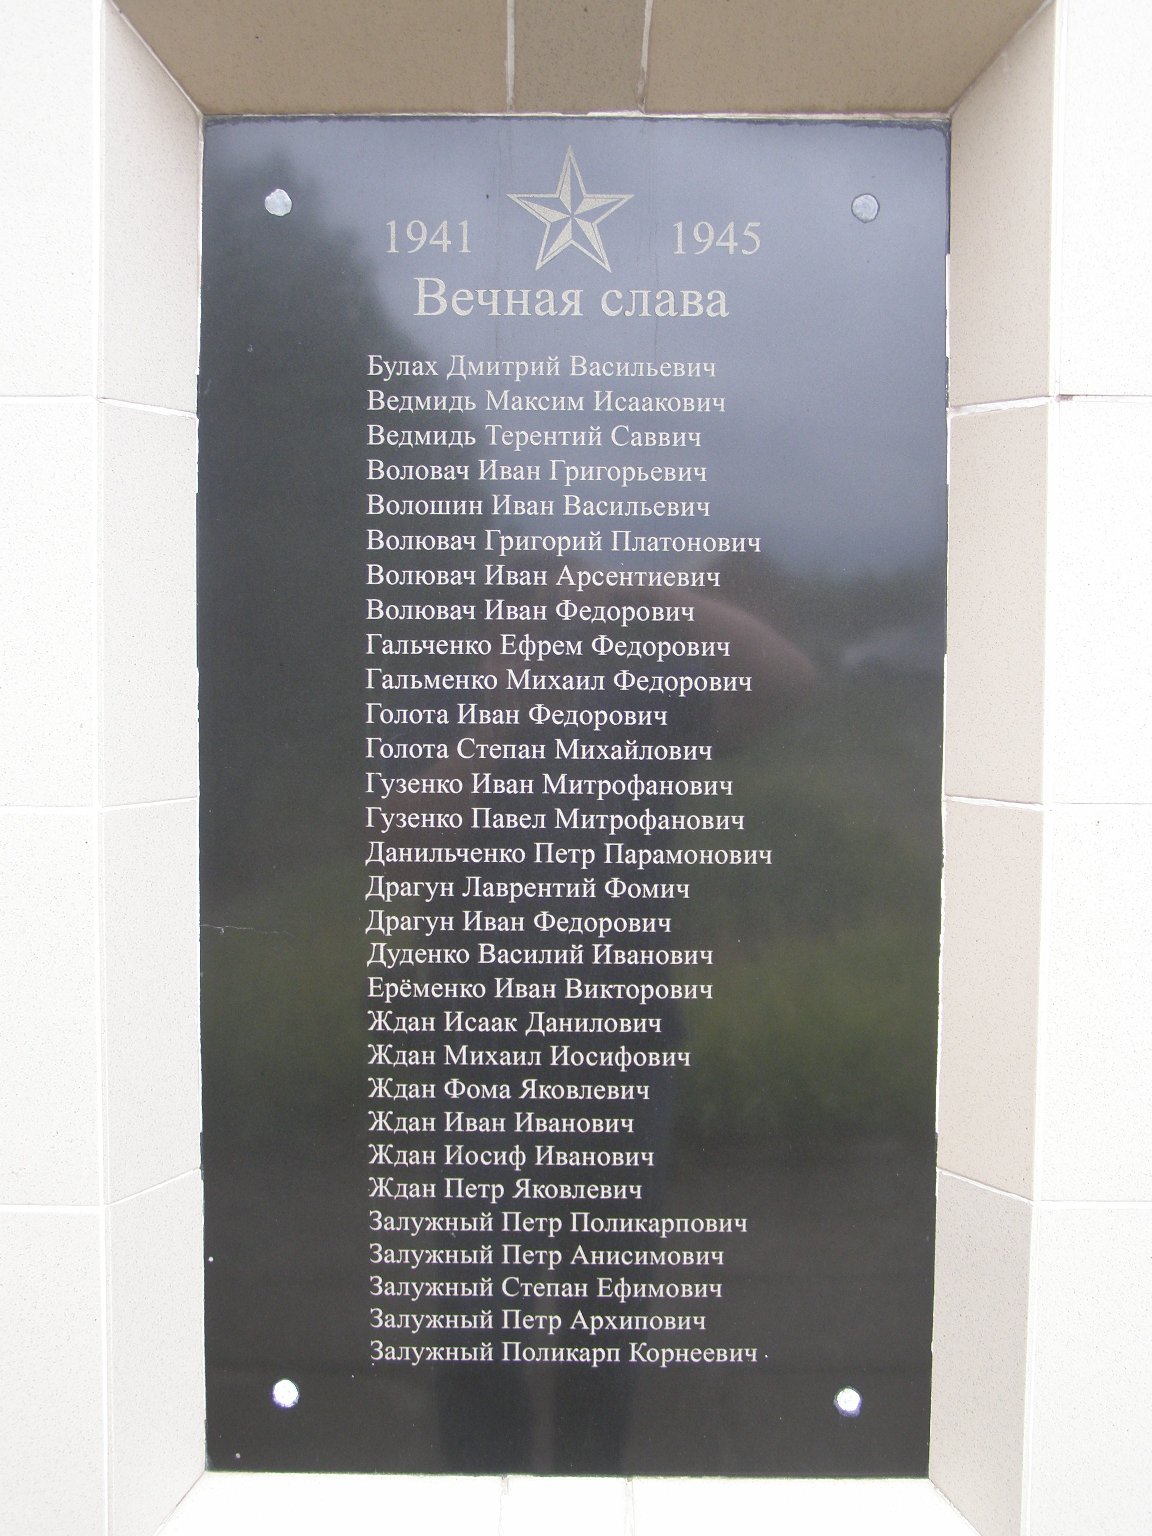 1941 1945
Вечная слава
Булах Дмитрий Васильевич
Ведмидь Максим Исаакович
Ведмидь Терентий Саввич
Воловач Иван Григорьевич
Волошин Иван Васильевич
Волювач Григорий Платонович
Волювач Иван Арсентиевич
Волювач Иван Федорович
Гальченко Ефрем Федорович
Гальменко Михаил Федорович
Голота Иван Федорович
Голота Степан Михайлович
Гузенко Иван Митрофанович
Гузенко Павел Митрофанович
Данильченко Петр Парамонович
Драгун Лаврентий Фомич
Драгун Иван Федорович
Дуденко Василий Иванович
Ерёменко Иван Викторович
Ждан Исаак Данилович
Ждан Михаил Иосифович
Ждан Фома Яковлевич
Ждан Иван Иванович
Ждан Иосиф Иванович
Ждан Петр Яковлевич
Залужный Петр Поликарпович
Залужный Петр Анисимович
Залужный Степан Ефимович
Залужный Петр Архипович
Залужный Поликарп Корнеевич